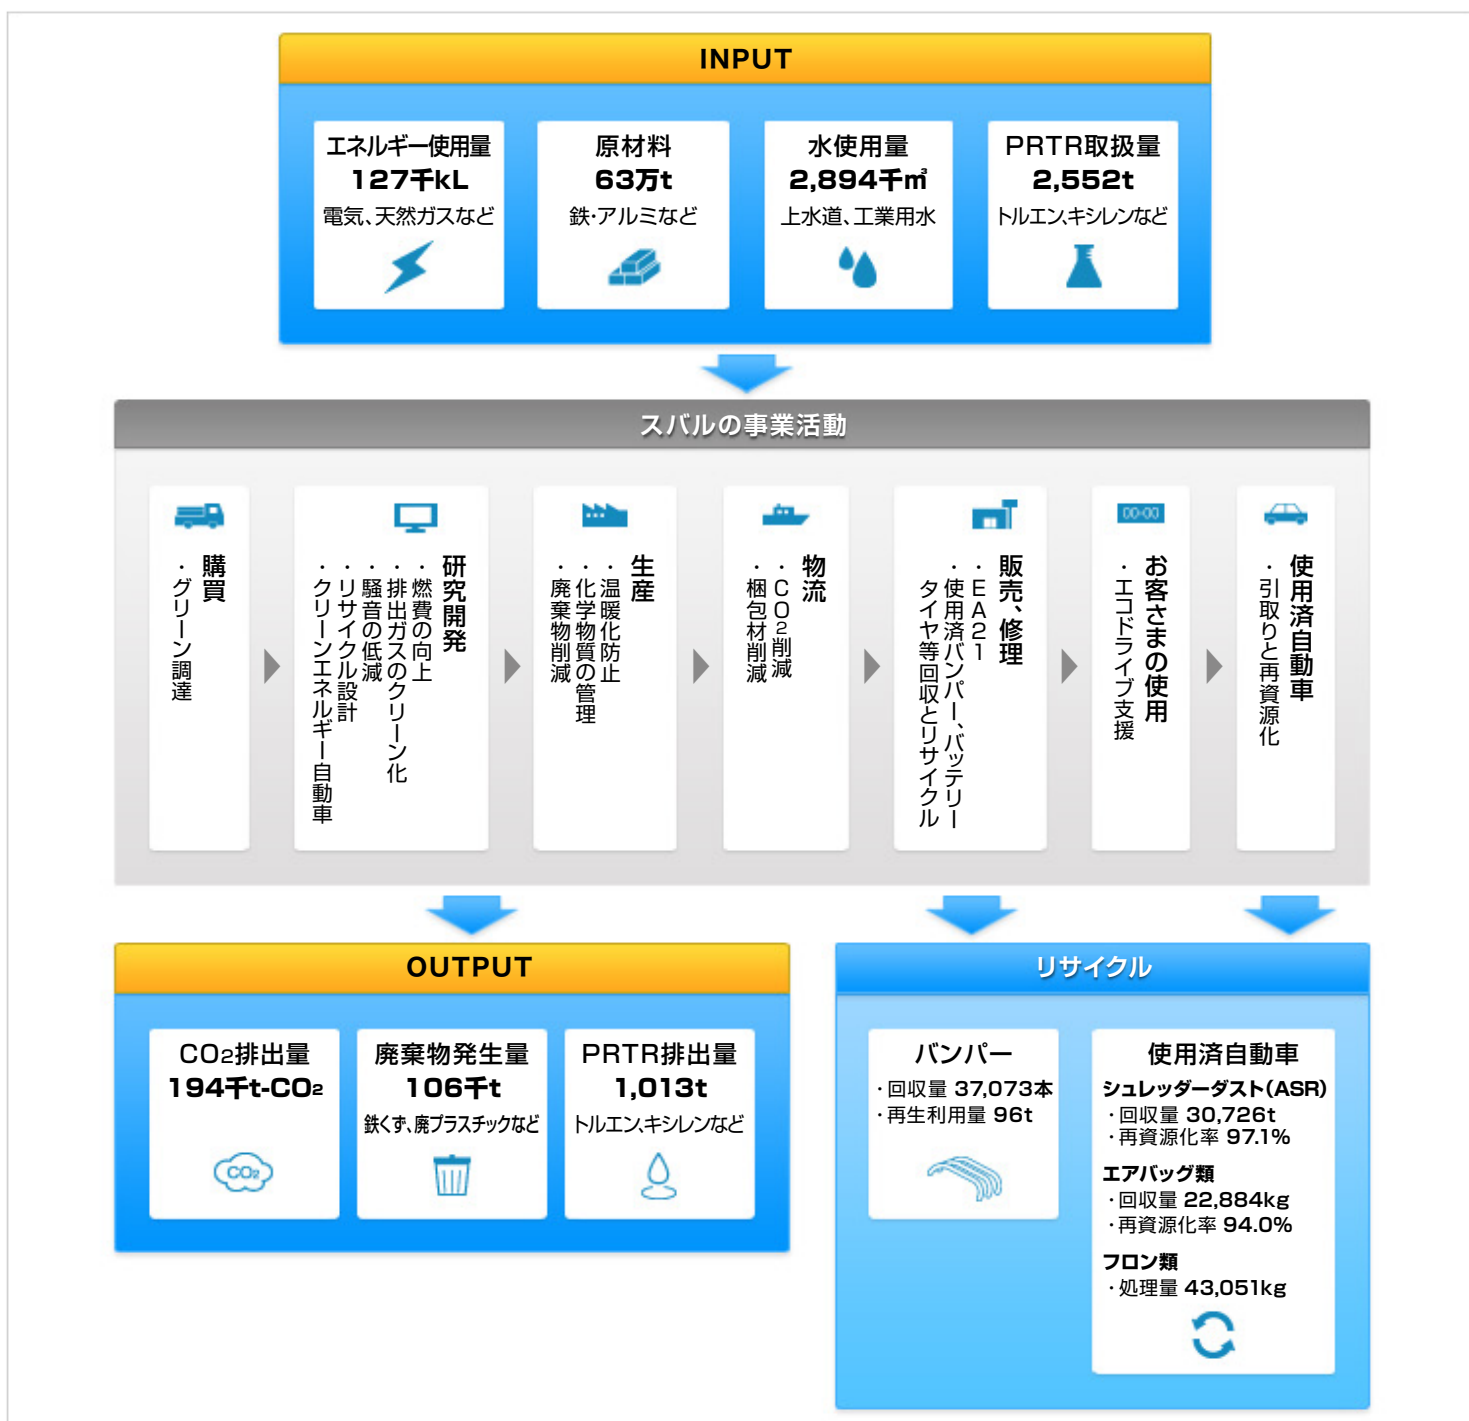 INPUT
エネルギー使用量
127千kL
電気、天然ガスなど
原材料
63万t
鉄・アルミなど
水使用量
2,894千㎥
上水道、工業用水
PRTR取扱量
2,552t
トルエン、キシレンなど
スバルの事業活動
購買
・グリーン調達
研究開発
・燃費の向上
・排出ガスのクリーン化
・騒音の低減
・リサイクル設計
・クリーンエネルギー自動車
生産
・温暖化防止
・化学物質の管理
・廃棄物削減
物流
・CO2削減
・梱包材削減
販売、修理
・EA21
・使用済バンパー、バッテリー
タイヤ等回収とリサイクル
00-00
お客さまの使用
・エコドライブ支援
使用済自動車
・引取りと再資源化
OUTPUT
CO2排出量
194千t-CO2
CO2
廃棄物発生量
106千t
鉄くず、廃プラスチックなど
PRTR排出量
1,013t
トルエン、キシレンなど
リサイクル
バンパー
・回収量 37,073本
・再生利用量 96t
使用済自動車
シュレッダーダスト(ASR)
・回収量 30,726t
・再資源化率 97.1%
エアバッグ類
・回収量 22,884kg
・再資源化率 94.0%
フロン類
・処理量 43,051kg